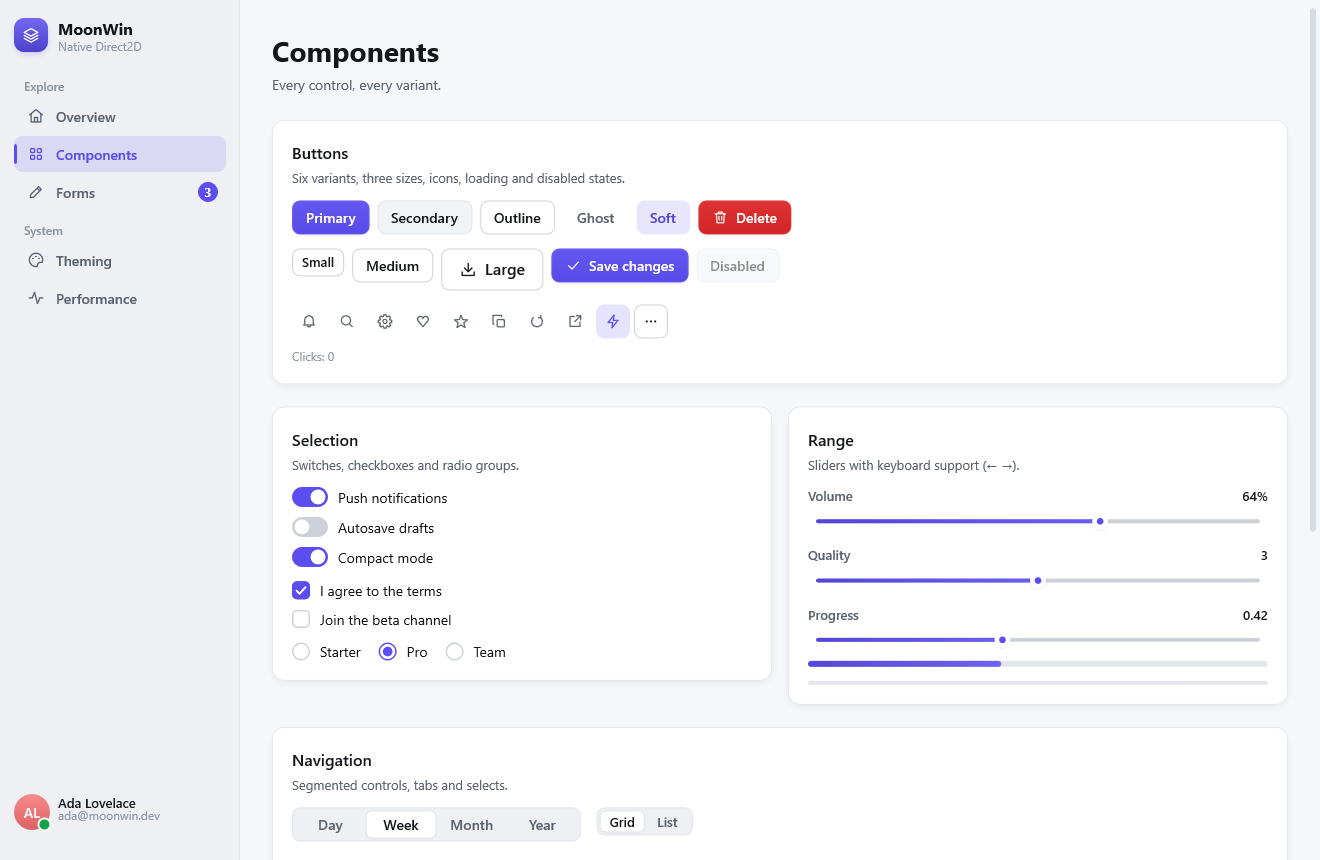 MoonWin
Native Direct2D
Explore
Overview
Components
Forms 3
System
Theming
Performance
AL
Ada Lovelace
ada@moonwin.dev
Components
Every control, every variant.
Buttons
Six variants, three sizes, icons, loading and disabled states.
Primary Secondary Outline Ghost Soft Delete
Small Medium Large Save changes Disabled
Clicks: 0
Selection
Switches, checkboxes and radio groups.
Push notifications
Autosave drafts
Compact mode
I agree to the terms
Join the beta channel
Starter Pro Team
Range
Sliders with keyboard support (← →).
Volume 64%
Quality 3
Progress 0.42
Navigation
Segmented controls, tabs and selects.
Day Week Month Year Grid List